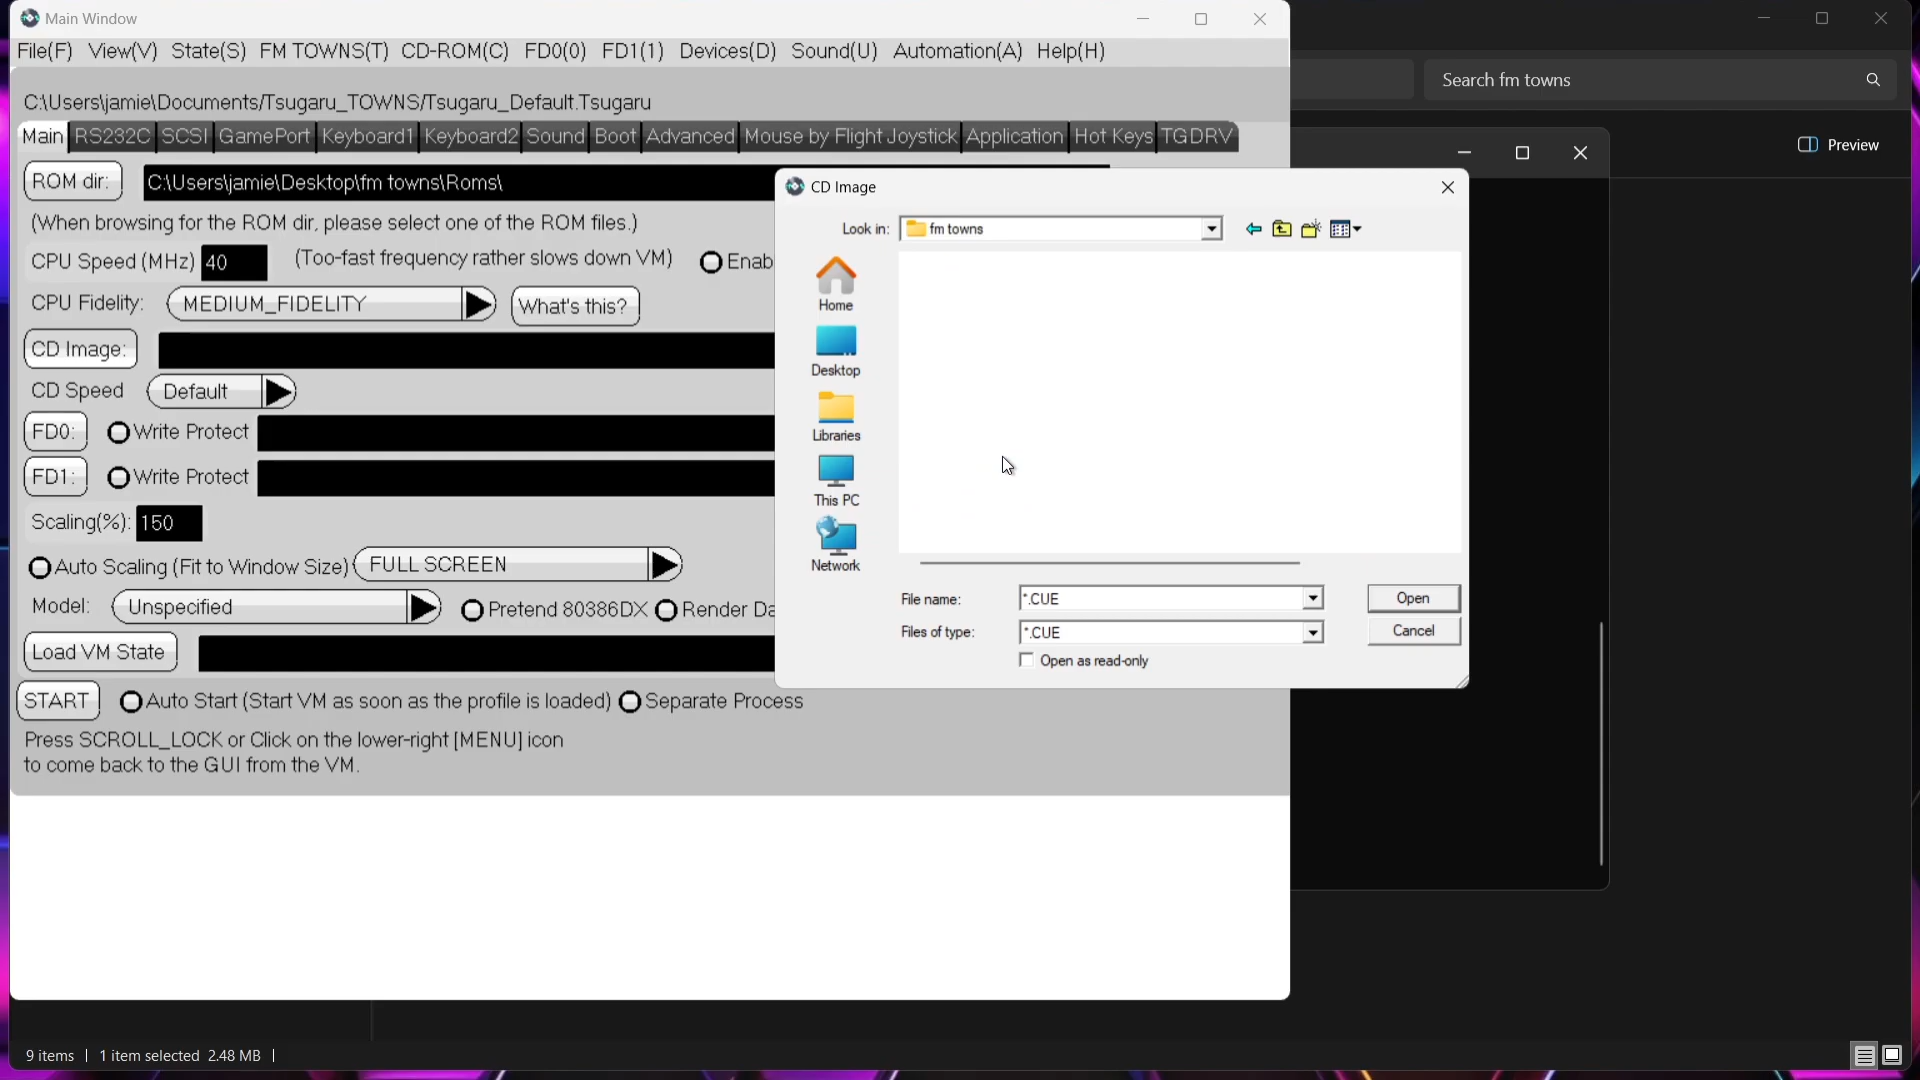 Main Window
File(F) View(V) State(S) FM TOWNS(T) CD-ROM(C) FD0(0) FD1(1) Devices(D) Sound(U) Automation(A) Help(H)
Search fm towns
C:\Users\jamie\Documents/Tsugaru_TOWNS/Tsugaru_Default.Tsugaru
Main RS232C SCSI GamePort Keyboard1 Keyboard2 Sound Boot Advanced Mouse by Flight Joystick Application Hot Keys TGDRV
Preview
ROM dir: C:\Users\jamie\Desktop\fm towns\Roms\
(When browsing for the ROM dir, please select one of the ROM files.)
CPU Speed (MHz) 40 (Too-fast frequency rather slows down VM) Enab
CPU Fidelity: MEDIUM_FIDELITY What's this?
CD Image:
CD Speed Default
FD0: Write Protect
FD1: Write Protect
Scaling(%): 150
Auto Scaling (Fit to Window Size) FULL SCREEN
Model: Unspecified Pretend 80386DX Render Da
Load VM State
START Auto Start (Start VM as soon as the profile is loaded) Separate Process
Press SCROLL_LOCK or Click on the lower-right [MENU] icon
to come back to the GUI from the VM.
CD Image
Look in: fm towns
Home
Desktop
Libraries
This PC
Network
File name: *.CUE Open
Files of type: *.CUE Cancel
Open as read-only
9 items | 1 item selected 2.48 MB |